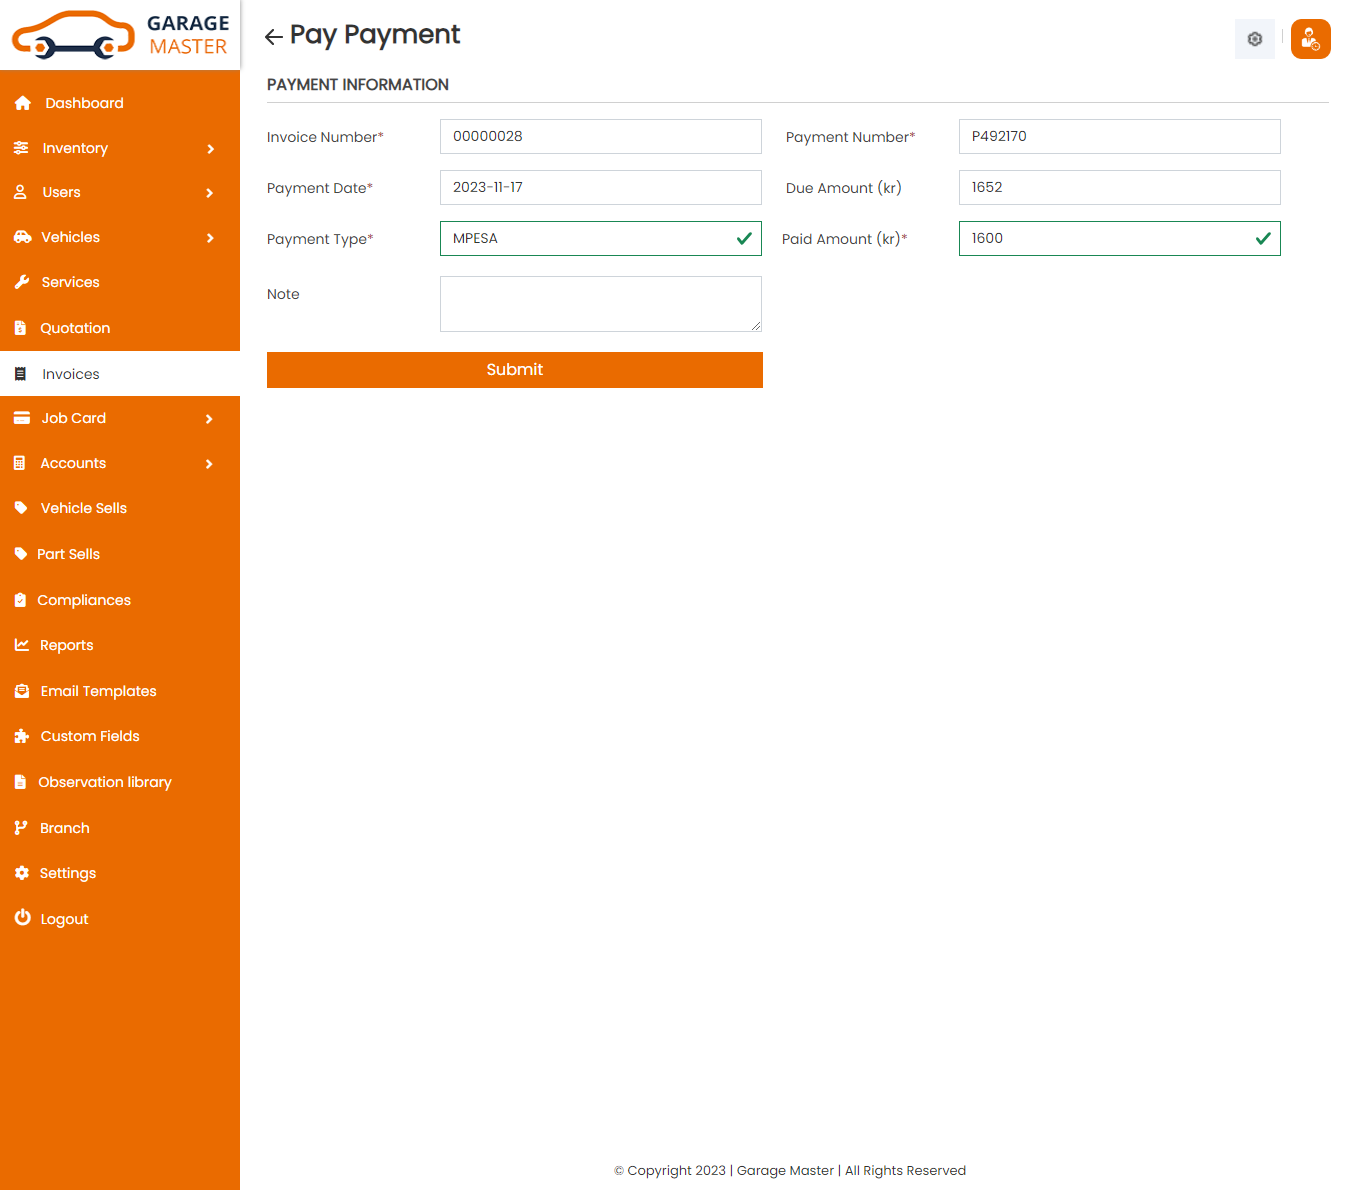 GARAGE
MASTER
Dashboard
Inventory
Users
Vehicles
Services
Quotation
Invoices
Job Card
Accounts
Vehicle Sells
Part Sells
Compliances
Reports
Email Templates
Custom Fields
Observation library
Branch
Settings
Logout
Pay Payment
PAYMENT INFORMATION
Invoice Number* 00000028 Payment Number* P492170
Payment Date* 2023-11-17 Due Amount (kr) 1652
Payment Type* MPESA Paid Amount (kr)* 1600
Note
Submit
© Copyright 2023 | Garage Master | All Rights Reserved